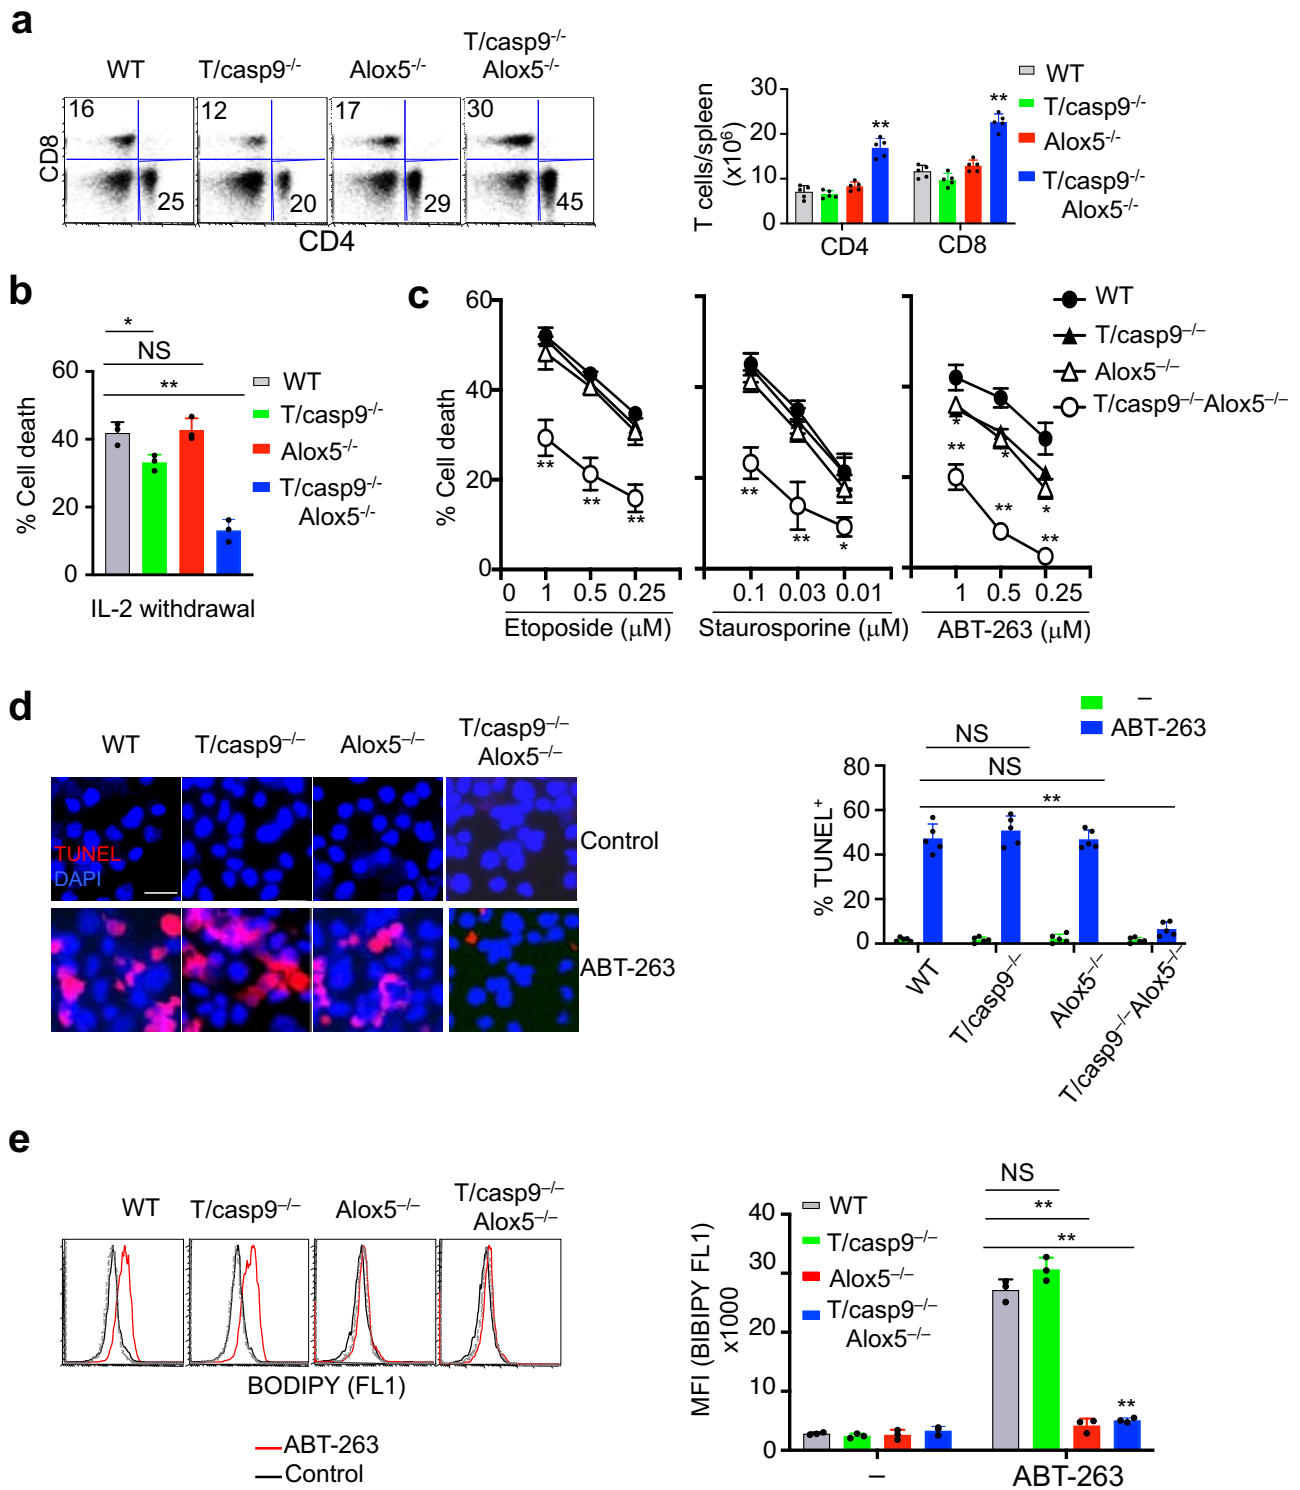 a
WT
T/casp9-/-
Alox5-/-
T/casp9-/-
Alox5-/-
16
12
17
30
25
20
29
45
CD8
CD4
T cells/spleen
(x10⁶)
30
20
10
0
CD4
CD8
WT
T/casp9-/-
Alox5-/-
T/casp9-/-
Alox5-/-
**
**
b
*
NS
**
% Cell death
60
40
20
0
IL-2 withdrawal
WT
T/casp9-/-
Alox5-/-
T/casp9-/-
Alox5-/-
c
% Cell death
60
40
20
0
**
**
**
0 1 0.5 0.25
Etoposide (μM)
**
**
*
0.1 0.03 0.01
Staurosporine (μM)
*
**
*
**
*
**
1 0.5 0.25
ABT-263 (μM)
WT
T/casp9–/–
Alox5–/–
T/casp9–/–Alox5–/–
d
WT
T/casp9–/–
Alox5–/–
T/casp9–/–
Alox5–/–
TUNEL
DAPI
Control
ABT-263
–
ABT-263
NS
NS
**
% TUNEL+
80
60
40
20
0
WT
T/casp9–/–
Alox5–/–
T/casp9–/–Alox5–/–
e
WT
T/casp9–/–
Alox5–/–
T/casp9–/–
Alox5–/–
BODIPY (FL1)
ABT-263
Control
MFI (BIBIPY FL1)
x1000
40
30
20
10
0
WT
T/casp9–/–
Alox5–/–
T/casp9–/–
Alox5–/–
NS
**
**
**
–
ABT-263